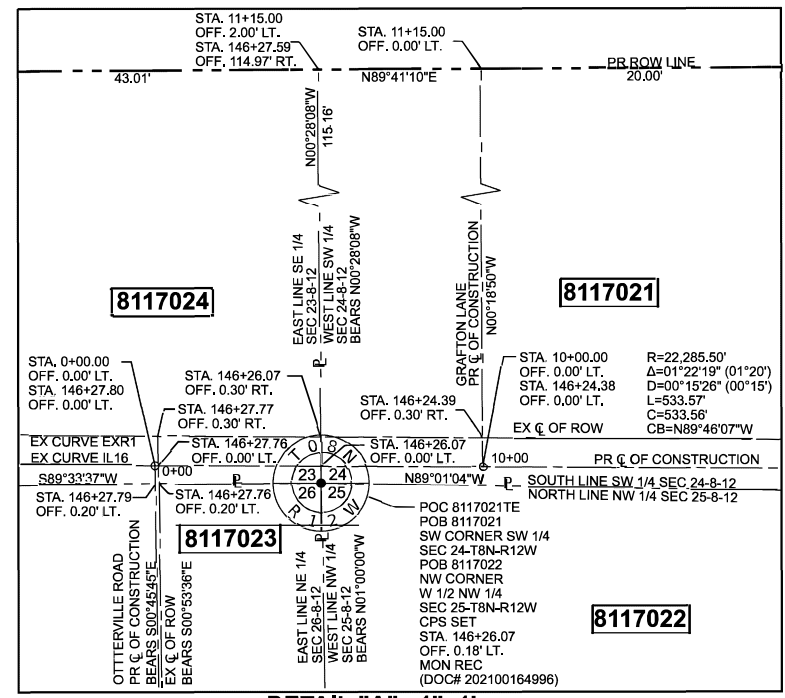 STA. 11+15.00
OFF. 2.00' LT.
STA. 146+27.59
OFF. 114.97' RT.
STA. 11+15.00
OFF. 0.00' LT.
PR ROW LINE
43.01'
N89°41'10"E
20.00'
N00°28'08"W
115.16'
EAST LINE SE 1/4
SEC 23-8-12
WEST LINE SW 1/4
SEC 24-8-12
BEARS N00°28'08"W
GRAFTON LANE
PR ℄ OF CONSTRUCTION
N00°18'50"W
8117024
8117021
STA. 0+00.00
OFF. 0.00' LT.
STA. 146+27.80
OFF. 0.00' LT.
STA. 146+26.07
OFF. 0.30' RT.
STA. 146+27.77
OFF. 0.30' RT.
STA. 146+24.39
OFF. 0.30' RT.
STA. 10+00.00
OFF. 0.00' LT.
STA. 146+24.38
OFF. 0.00' LT.
R=22,285.50'
Δ=01°22'19" (01°20')
D=00°15'26" (00°15')
L=533.57'
C=533.56'
CB=N89°46'07"W
EX ℄ OF ROW
EX CURVE EXR1
EX CURVE IL16
STA. 146+27.76
OFF. 0.00' LT.
STA. 146+26.07
OFF. 0.00' LT.
0+00
10+00
PR ℄ OF CONSTRUCTION
S89°33'37"W
PL
T 0 8 N
23 24
26 25
R 1 2 W
N89°01'04"W
PL
SOUTH LINE SW 1/4 SEC 24-8-12
NORTH LINE NW 1/4 SEC 25-8-12
STA. 146+27.79
OFF. 0.20' LT.
STA. 146+27.76
OFF. 0.20' LT.
PL
PL
8117023
OTTTERVILLE ROAD
PR ℄ OF CONSTRUCTION
BEARS S00°45'45"E
EX ℄ OF ROW
BEARS S00°53'36"E
EAST LINE NE 1/4
SEC 26-8-12
WEST LINE NW 1/4
SEC 25-8-12
BEARS N01°00'00"W
POC 8117021TE
POB 8117021
SW CORNER SW 1/4
SEC 24-T8N-R12W
POB 8117022
NW CORNER
W 1/2 NW 1/4
SEC 25-T8N-R12W
CPS SET
STA. 146+26.07
OFF. 0.18' LT.
MON REC
(DOC# 202100164996)
8117022